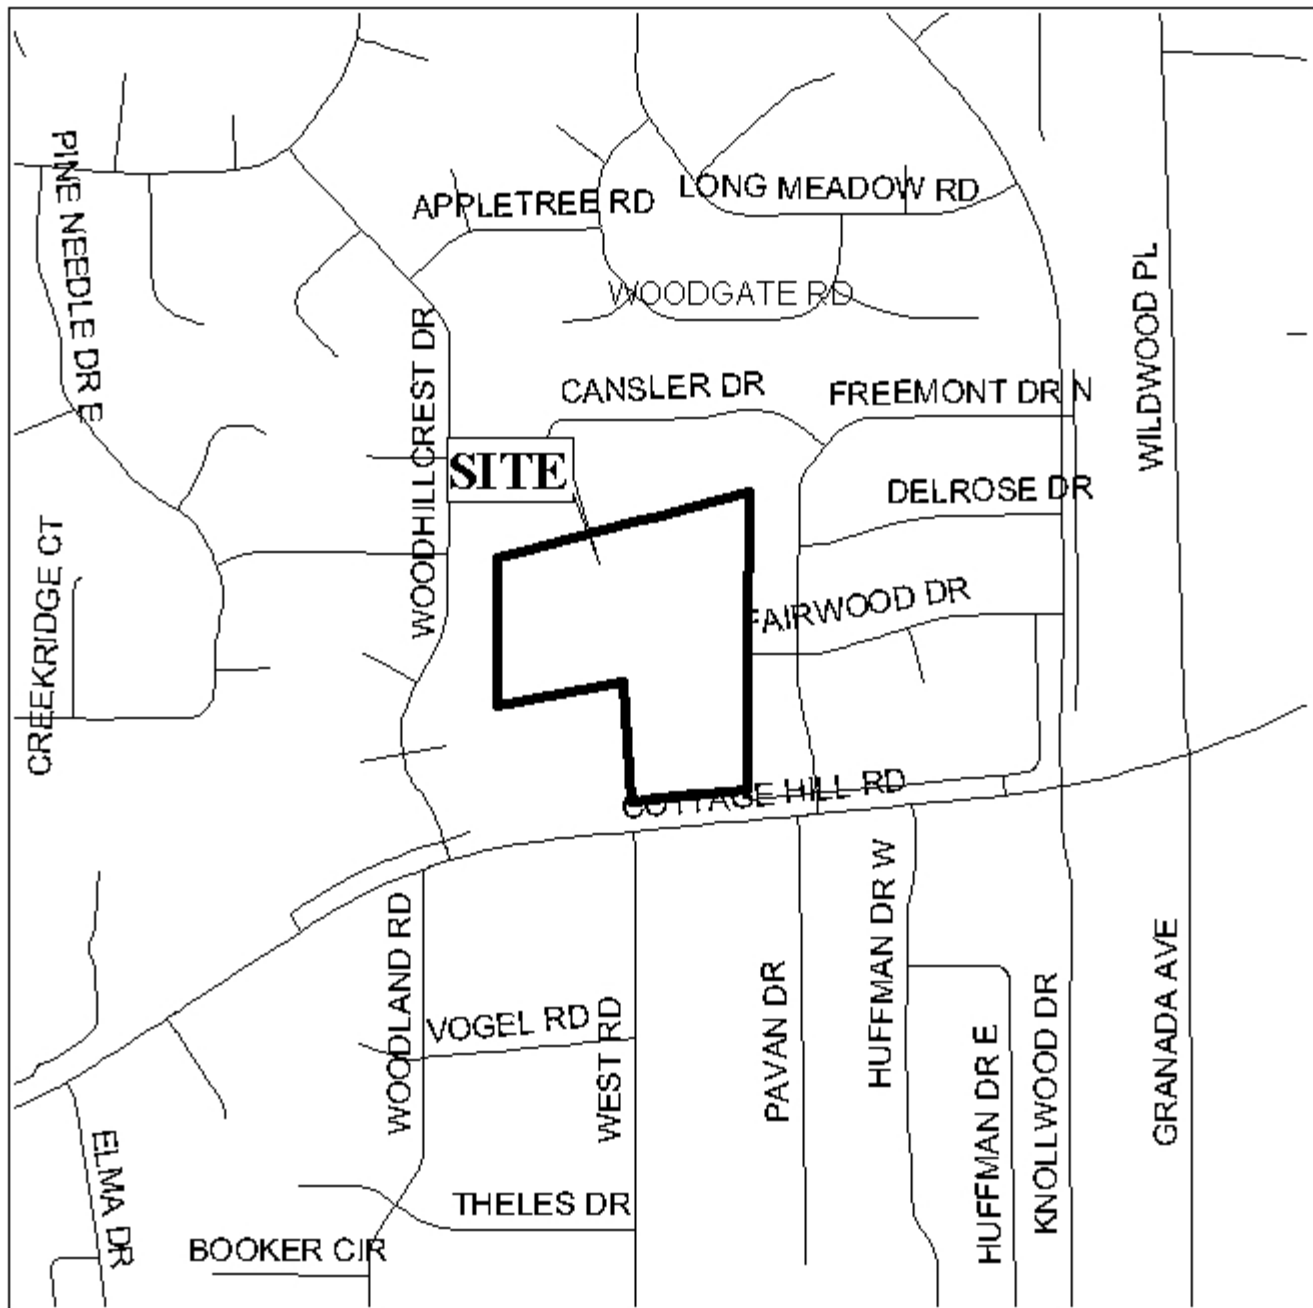 PINE NEEDLE DR E
APPLETREE RD
LONG MEADOW RD
WOODGATE RD
WILDWOOD PL
WOODHILLCREST DR
CANSLER DR
FREEMONT DR N
SITE
DELROSE DR
CREEKRIDGE CT
FAIRWOOD DR
COTTAGE HILL RD
WOODLAND RD
HUFFMAN DR W
VOGEL RD
WEST RD
PAVAN DR
HUFFMAN DR E
KNOLLWOOD DR
GRANADA AVE
ELMA DR
THELES DR
BOOKER CIR